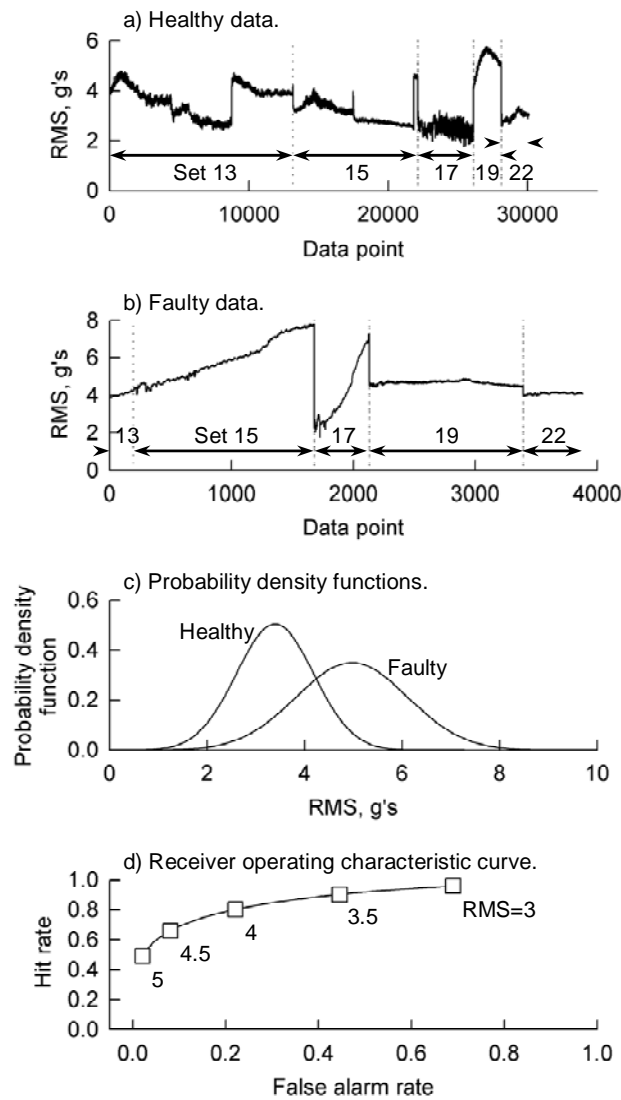 a) Healthy data.
RMS, g's
6
4
2
0
Set 13
15
17
19
22
0
10000
20000
30000
Data point
b) Faulty data.
RMS, g's
8
6
4
2
0
13
Set 15
17
19
22
0
1000
2000
3000
4000
Data point
c) Probability density functions.
Probability density
function
0.6
0.4
0.2
0.0
Healthy
Faulty
0
2
4
6
8
10
RMS, g's
d) Receiver operating characteristic curve.
Hit rate
1.0
0.8
0.6
0.4
0.2
0.0
5
4.5
4
3.5
RMS=3
0.0
0.2
0.4
0.6
0.8
1.0
False alarm rate